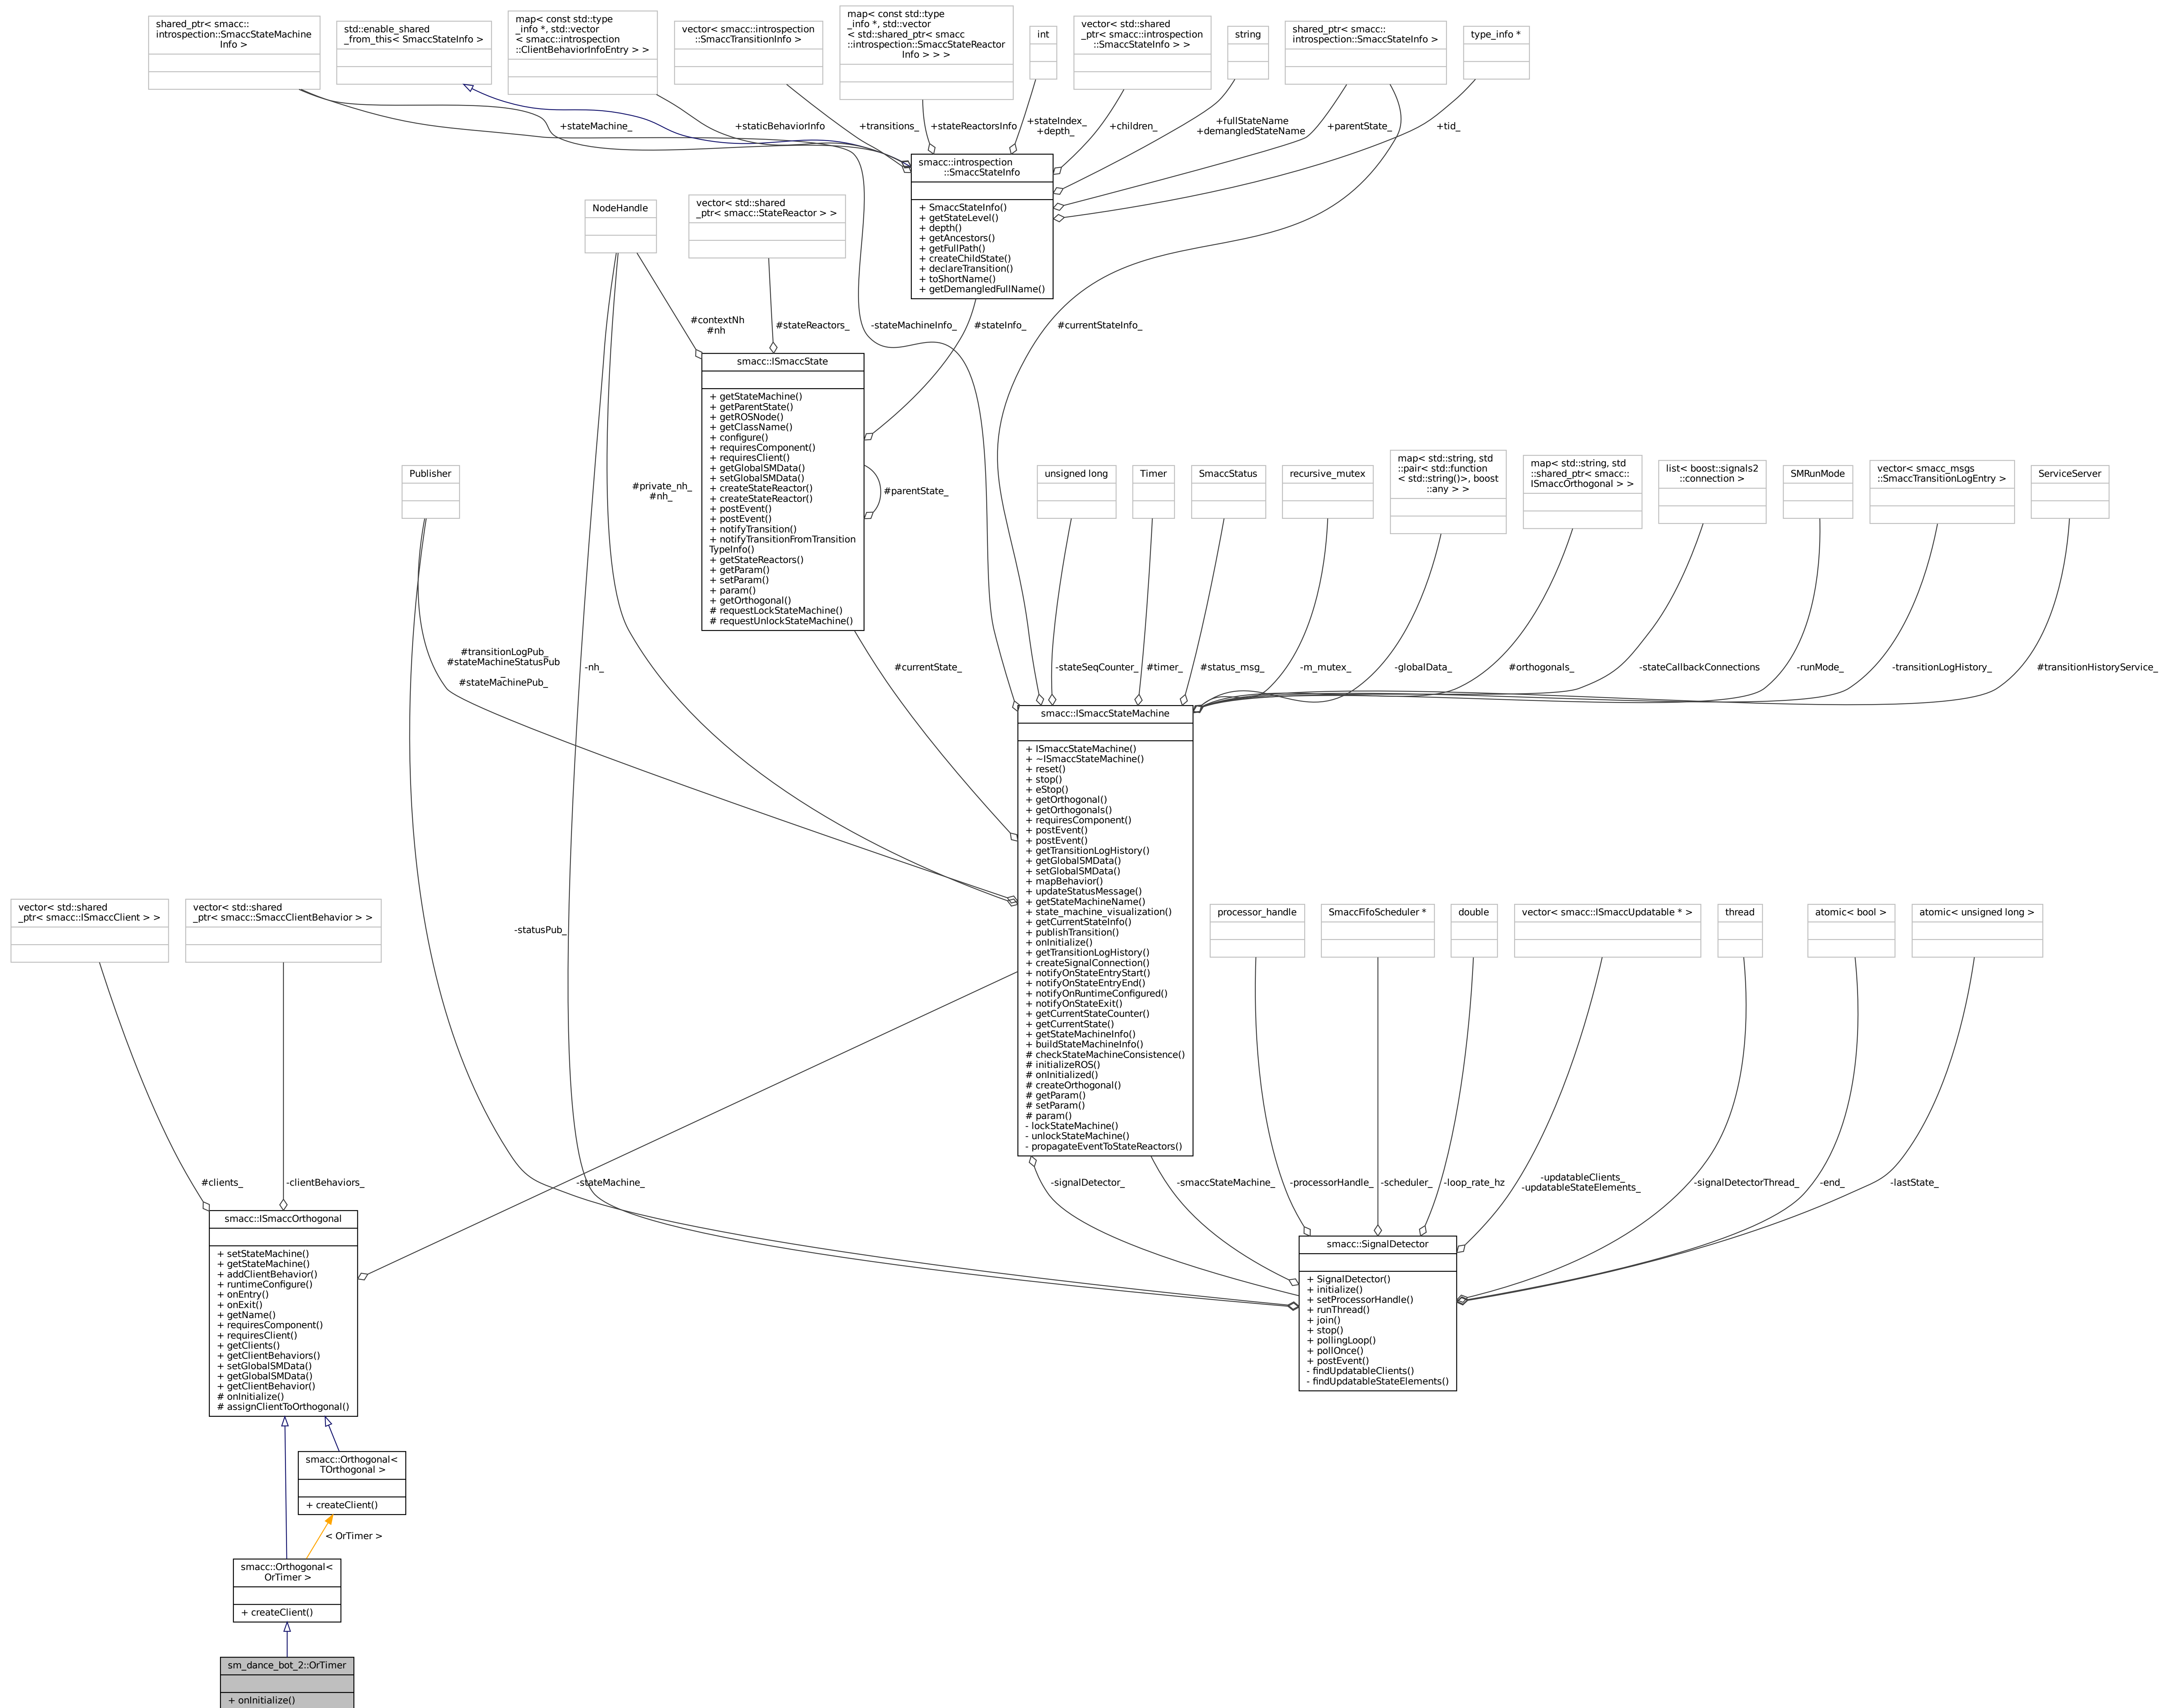 shared_ptr< smacc::
introspection::SmaccStateMachine
Info >
std::enable_shared
_from_this< SmaccStateInfo >
map< const std::type
_info *, std::vector
< smacc::introspection
::ClientBehaviorInfoEntry > >
vector< smacc::introspection
::SmaccTransitionInfo >
map< const std::type
_info *, std::vector
< std::shared_ptr< smacc
::introspection::SmaccStateReactor
Info > > >
int
vector< std::shared
_ptr< smacc::introspection
::SmaccStateInfo > >
string
shared_ptr< smacc::
introspection::SmaccStateInfo >
type_info *
+stateMachine_
+staticBehaviorInfo
+transitions_
+stateReactorsInfo
+stateIndex_
+depth_
+children_
+fullStateName
+demangledStateName
+parentState_
+tid_
smacc::introspection
::SmaccStateInfo
+ SmaccStateInfo()
+ getStateLevel()
+ depth()
+ getAncestors()
+ getFullPath()
+ createChildState()
+ declareTransition()
+ toShortName()
+ getDemangledFullName()
NodeHandle
vector< std::shared
_ptr< smacc::StateReactor > >
#contextNh
#nh
#stateReactors_
-stateMachineInfo_
#stateInfo_
#currentStateInfo_
smacc::ISmaccState
+ getStateMachine()
+ getParentState()
+ getROSNode()
+ getClassName()
+ configure()
+ requiresComponent()
+ requiresClient()
+ getGlobalSMData()
+ setGlobalSMData()
+ createStateReactor()
+ createStateReactor()
+ postEvent()
+ postEvent()
+ notifyTransition()
+ notifyTransitionFromTransition
TypeInfo()
+ getStateReactors()
+ getParam()
+ setParam()
+ param()
+ getOrthogonal()
# requestLockStateMachine()
# requestUnlockStateMachine()
#parentState_
Publisher
#private_nh_
#nh_
unsigned long
Timer
SmaccStatus
recursive_mutex
map< std::string, std
::pair< std::function
< std::string()>, boost
::any > >
map< std::string, std
::shared_ptr< smacc::
ISmaccOrthogonal > >
list< boost::signals2
::connection >
SMRunMode
vector< smacc_msgs
::SmaccTransitionLogEntry >
ServiceServer
#transitionLogPub_
#stateMachineStatusPub
_
#stateMachinePub_
-nh_
#currentState_
-stateSeqCounter_
#timer_
#status_msg_
-m_mutex_
-globalData_
#orthogonals_
-stateCallbackConnections
-runMode_
-transitionLogHistory_
#transitionHistoryService_
smacc::ISmaccStateMachine
+ ISmaccStateMachine()
+ ~ISmaccStateMachine()
+ reset()
+ stop()
+ eStop()
+ getOrthogonal()
+ getOrthogonals()
+ requiresComponent()
+ postEvent()
+ postEvent()
+ getTransitionLogHistory()
+ getGlobalSMData()
+ setGlobalSMData()
+ mapBehavior()
+ updateStatusMessage()
+ getStateMachineName()
+ state_machine_visualization()
+ getCurrentStateInfo()
+ publishTransition()
+ onInitialize()
+ getTransitionLogHistory()
+ createSignalConnection()
+ notifyOnStateEntryStart()
+ notifyOnStateEntryEnd()
+ notifyOnRuntimeConfigured()
+ notifyOnStateExit()
+ getCurrentStateCounter()
+ getCurrentState()
+ getStateMachineInfo()
+ buildStateMachineInfo()
# checkStateMachineConsistence()
# initializeROS()
# onInitialized()
# createOrthogonal()
# getParam()
# setParam()
# param()
- lockStateMachine()
- unlockStateMachine()
- propagateEventToStateReactors()
vector< std::shared
_ptr< smacc::ISmaccClient > >
vector< std::shared
_ptr< smacc::SmaccClientBehavior > >
-statusPub_
processor_handle
SmaccFifoScheduler *
double
vector< smacc::ISmaccUpdatable * >
thread
atomic< bool >
atomic< unsigned long >
#clients_
-clientBehaviors_
-stateMachine_
-signalDetector_
-smaccStateMachine_
-processorHandle_
-scheduler_
-loop_rate_hz
-updatableClients_
-updatableStateElements_
-signalDetectorThread_
-end_
-lastState_
smacc::ISmaccOrthogonal
+ setStateMachine()
+ getStateMachine()
+ addClientBehavior()
+ runtimeConfigure()
+ onEntry()
+ onExit()
+ getName()
+ requiresComponent()
+ requiresClient()
+ getClients()
+ getClientBehaviors()
+ setGlobalSMData()
+ getGlobalSMData()
+ getClientBehavior()
# onInitialize()
# assignClientToOrthogonal()
smacc::SignalDetector
+ SignalDetector()
+ initialize()
+ setProcessorHandle()
+ runThread()
+ join()
+ stop()
+ pollingLoop()
+ pollOnce()
+ postEvent()
- findUpdatableClients()
- findUpdatableStateElements()
smacc::Orthogonal<
TOrthogonal >
+ createClient()
< OrTimer >
smacc::Orthogonal<
OrTimer >
+ createClient()
sm_dance_bot_2::OrTimer
+ onInitialize()